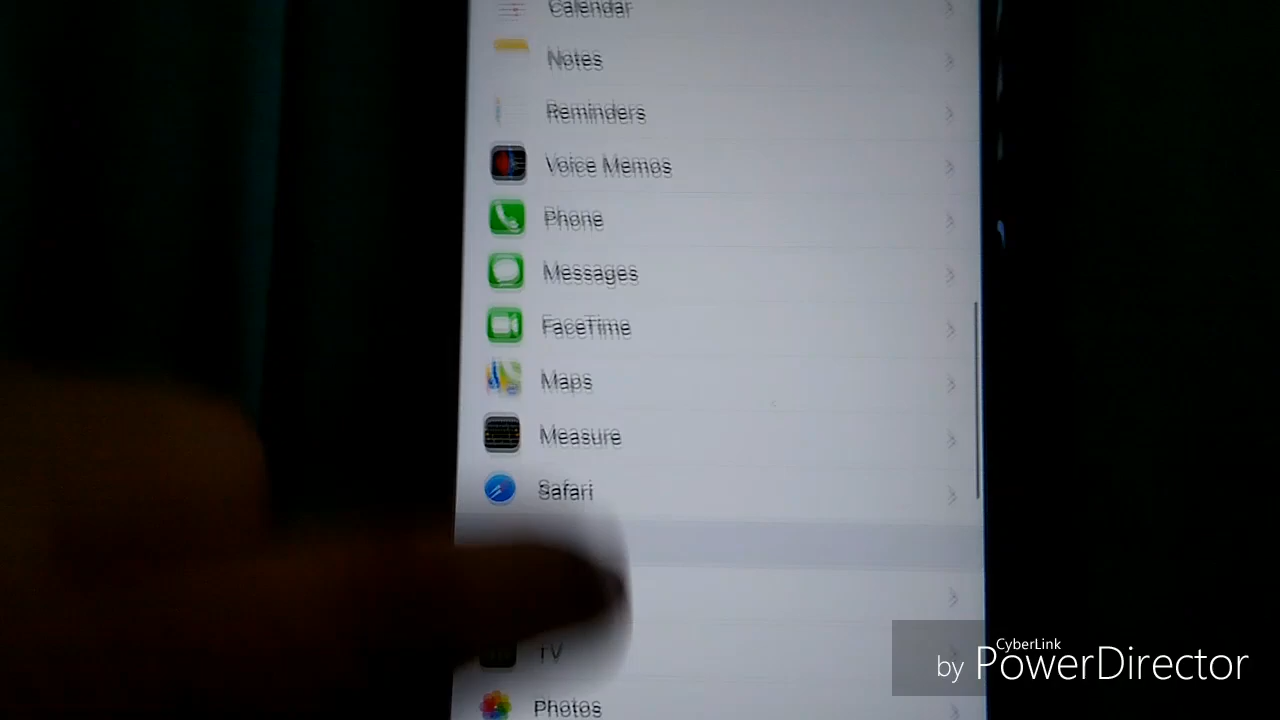 Calendar
Notes
Reminders
Voice Memos
Phone
Messages
FaceTime
Maps
Measure
Safari
TV
Photos
CyberLink
by PowerDirector